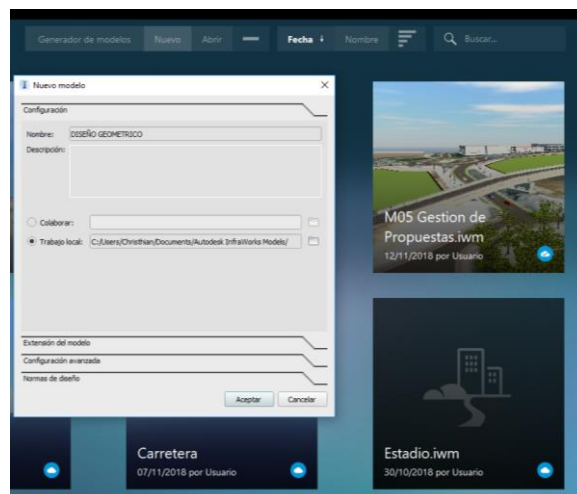 Generador de modelos Nuevo Abrir Fecha ↓ Nombre Buscar...
Nuevo modelo
Configuración
Nombre: DISEÑO GEOMETRICO
Descripción:
Colaborar:
Trabajo local: C:/Users/Christhian/Documents/Autodesk InfraWorks Models/
Extensión del modelo
Configuración avanzada
Normas de diseño
Aceptar Cancelar
M05 Gestion de
Propuestas.iwm
12/11/2018 por Usuario
Carretera
07/11/2018 por Usuario
Estadio.iwm
30/10/2018 por Usuario